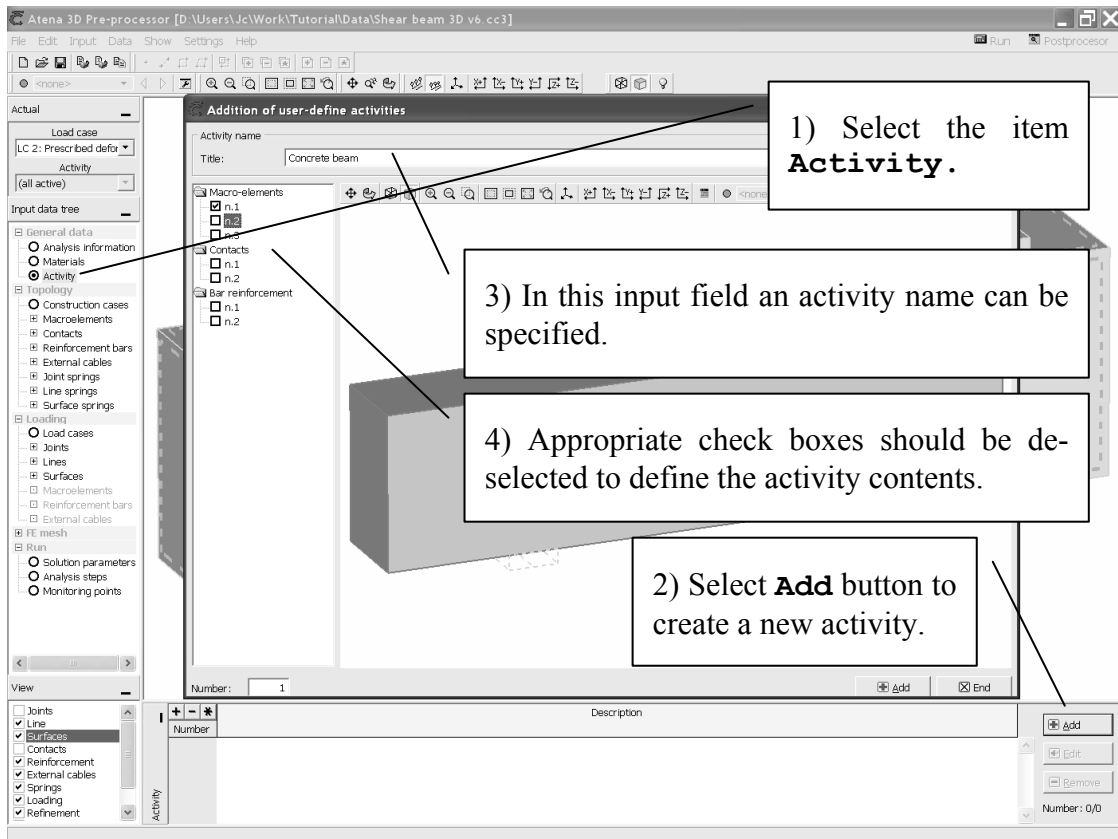 Atena 3D Pre-processor [D:\Users\Jc\Work\Tutorial\Data\Shear beam 3D v6.cc3]
File Edit Input Data Show Settings Help
Run Postprocesor
<none>
Actual
Load case
LC 2: Prescribed defor
Activity
(all active)
Input data tree
General data
Analysis information
Materials
Activity
Topology
Construction cases
Macroelements
Contacts
Reinforcement bars
External cables
Joint springs
Line springs
Surface springs
Loading
Load cases
Joints
Lines
Surfaces
Macroelements
Reinforcement bars
External cables
FE mesh
Run
Solution parameters
Analysis steps
Monitoring points
Addition of user-define activities
Activity name
Title: Concrete beam
Macro-elements
n.1
n.2
n.3
Contacts
n.1
n.2
Bar reinforcement
n.1
n.2
<none
1) Select the item
Activity.
3) In this input field an activity name can be
specified.
4) Appropriate check boxes should be de-
selected to define the activity contents.
2) Select Add button to
create a new activity.
Number: 1
Add End
View
Joints
Line
Surfaces
Contacts
Reinforcement
External cables
Springs
Loading
Refinement
Activity
Number
Description
Add
Edit
Remove
Number: 0/0